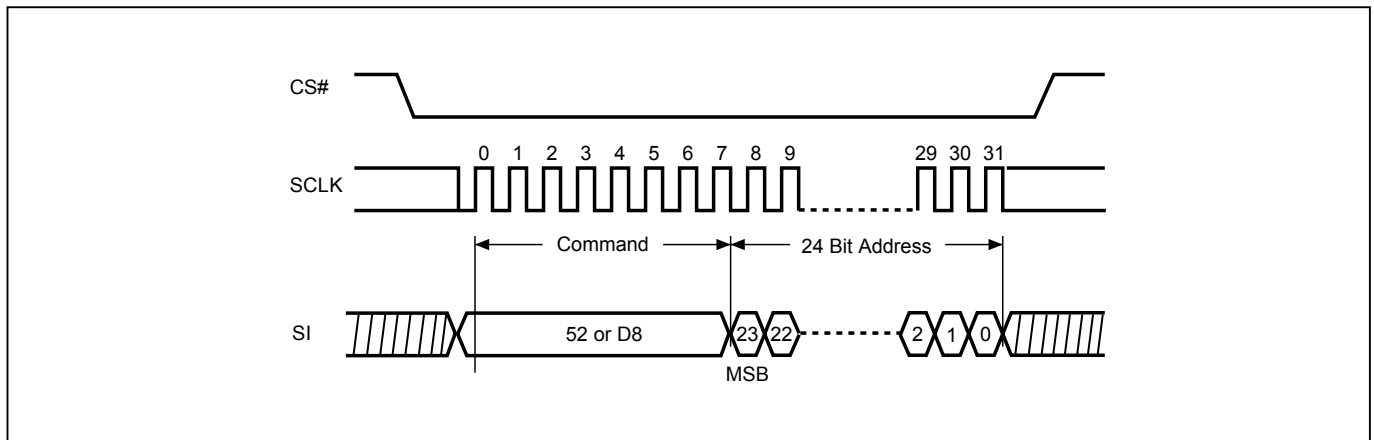 CS#
0 1 2 3 4 5 6 7 8 9 29 30 31
SCLK
Command 24 Bit Address
SI 52 or D8 23 22 2 1 0
MSB